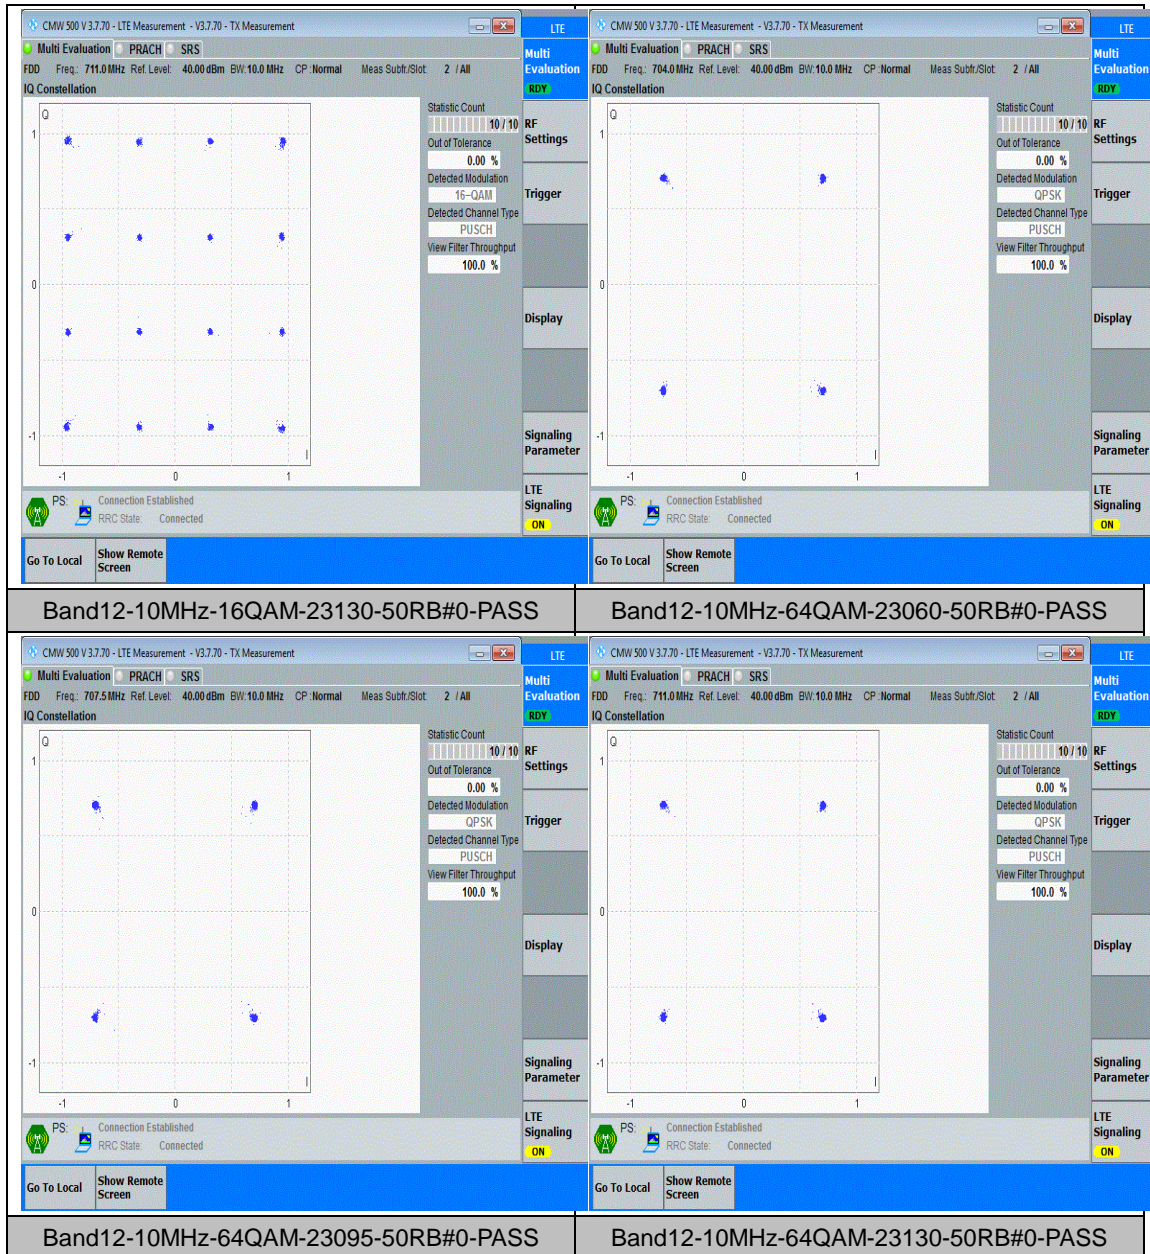 CMW 500 V 3.7.70 - LTE Measurement - V3.7.70 - TX Measurement
LTE
Multi Evaluation PRACH SRS
Multi
Evaluation
RDY
FDD Freq.: 711.0 MHz Ref. Level: 40.00 dBm BW: 10.0 MHz CP : Normal Meas Subfr./Slot: 2 / All
IQ Constellation
Q
1
0
-1
-1 0 1
I
Statistic Count
10 / 10
Out of Tolerance
0.00 %
Detected Modulation
16-QAM
Detected Channel Type
PUSCH
View Filter Throughput
100.0 %
RF
Settings
Trigger
Display
Signaling
Parameter
LTE
Signaling
ON
PS: Connection Established
RRC State: Connected
Go To Local Show Remote
Screen
CMW 500 V 3.7.70 - LTE Measurement - V3.7.70 - TX Measurement
LTE
Multi Evaluation PRACH SRS
Multi
Evaluation
RDY
FDD Freq.: 704.0 MHz Ref. Level: 40.00 dBm BW: 10.0 MHz CP : Normal Meas Subfr./Slot: 2 / All
IQ Constellation
Q
1
0
-1
-1 0 1
I
Statistic Count
10 / 10
Out of Tolerance
0.00 %
Detected Modulation
QPSK
Detected Channel Type
PUSCH
View Filter Throughput
100.0 %
RF
Settings
Trigger
Display
Signaling
Parameter
LTE
Signaling
ON
PS: Connection Established
RRC State: Connected
Go To Local Show Remote
Screen
Band12-10MHz-16QAM-23130-50RB#0-PASS
Band12-10MHz-64QAM-23060-50RB#0-PASS
CMW 500 V 3.7.70 - LTE Measurement - V3.7.70 - TX Measurement
LTE
Multi Evaluation PRACH SRS
Multi
Evaluation
RDY
FDD Freq.: 707.5 MHz Ref. Level: 40.00 dBm BW: 10.0 MHz CP : Normal Meas Subfr./Slot: 2 / All
IQ Constellation
Q
1
0
-1
-1 0 1
I
Statistic Count
10 / 10
Out of Tolerance
0.00 %
Detected Modulation
QPSK
Detected Channel Type
PUSCH
View Filter Throughput
100.0 %
RF
Settings
Trigger
Display
Signaling
Parameter
LTE
Signaling
ON
PS: Connection Established
RRC State: Connected
Go To Local Show Remote
Screen
CMW 500 V 3.7.70 - LTE Measurement - V3.7.70 - TX Measurement
LTE
Multi Evaluation PRACH SRS
Multi
Evaluation
RDY
FDD Freq.: 711.0 MHz Ref. Level: 40.00 dBm BW: 10.0 MHz CP : Normal Meas Subfr./Slot: 2 / All
IQ Constellation
Q
1
0
-1
-1 0 1
I
Statistic Count
10 / 10
Out of Tolerance
0.00 %
Detected Modulation
QPSK
Detected Channel Type
PUSCH
View Filter Throughput
100.0 %
RF
Settings
Trigger
Display
Signaling
Parameter
LTE
Signaling
ON
PS: Connection Established
RRC State: Connected
Go To Local Show Remote
Screen
Band12-10MHz-64QAM-23095-50RB#0-PASS
Band12-10MHz-64QAM-23130-50RB#0-PASS